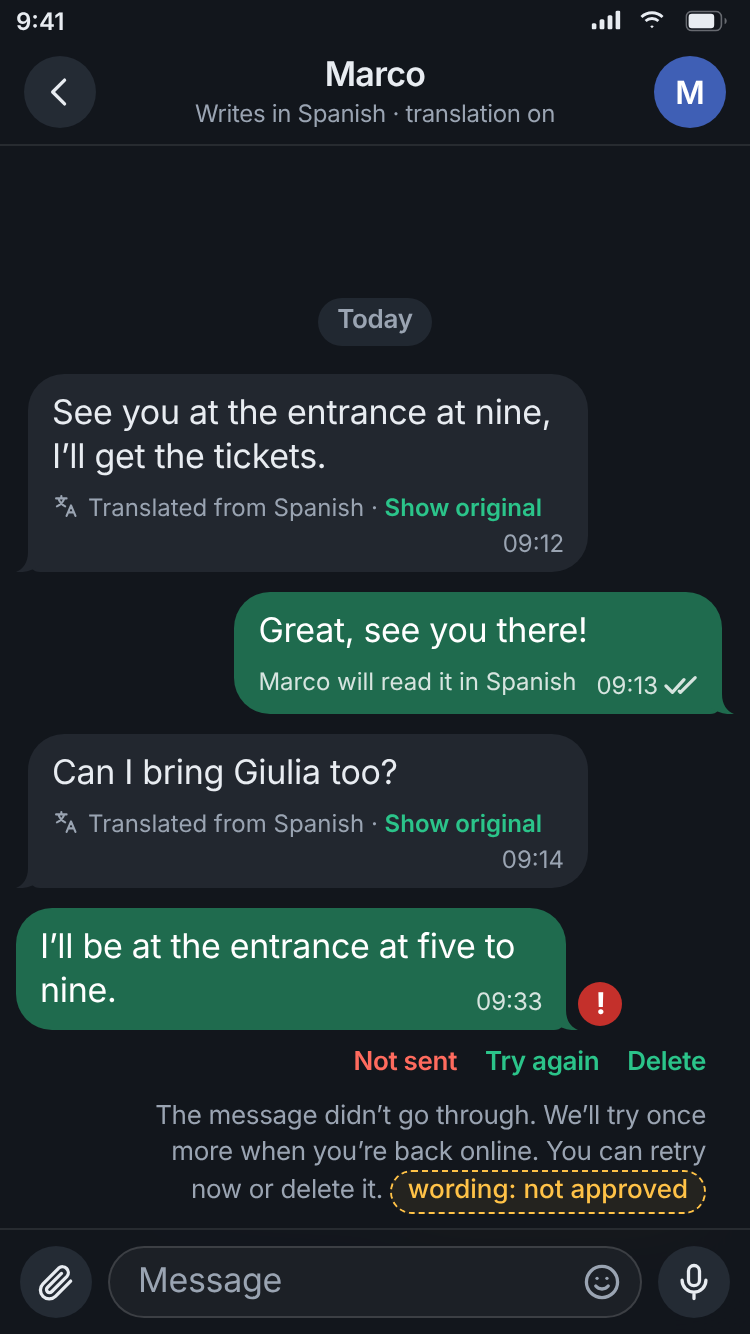 9:41
Marco
Writes in Spanish · translation on
M
Today
See you at the entrance at nine,
I’ll get the tickets.
Translated from Spanish · Show original
09:12
Great, see you there!
Marco will read it in Spanish 09:13
Can I bring Giulia too?
Translated from Spanish · Show original
09:14
I’ll be at the entrance at five to
nine. 09:33
!
Not sent Try again Delete
The message didn’t go through. We’ll try once
more when you’re back online. You can retry
now or delete it. wording: not approved
Message